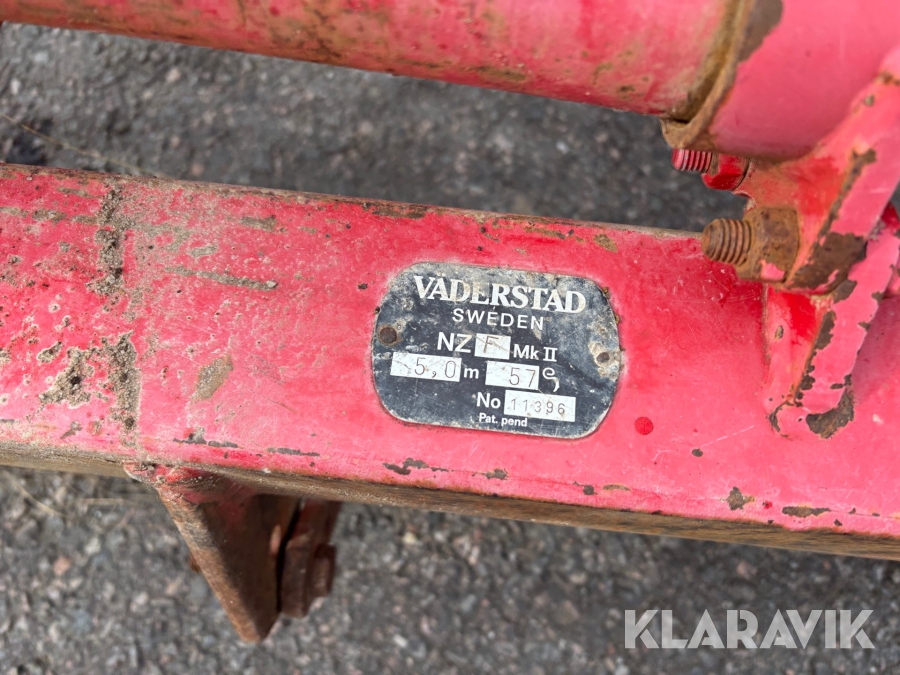 VÄDERSTAD
SWEDEN
NZ F Mk II
5,0 m 57
No 11396
Pat. pend
KLARAVIK